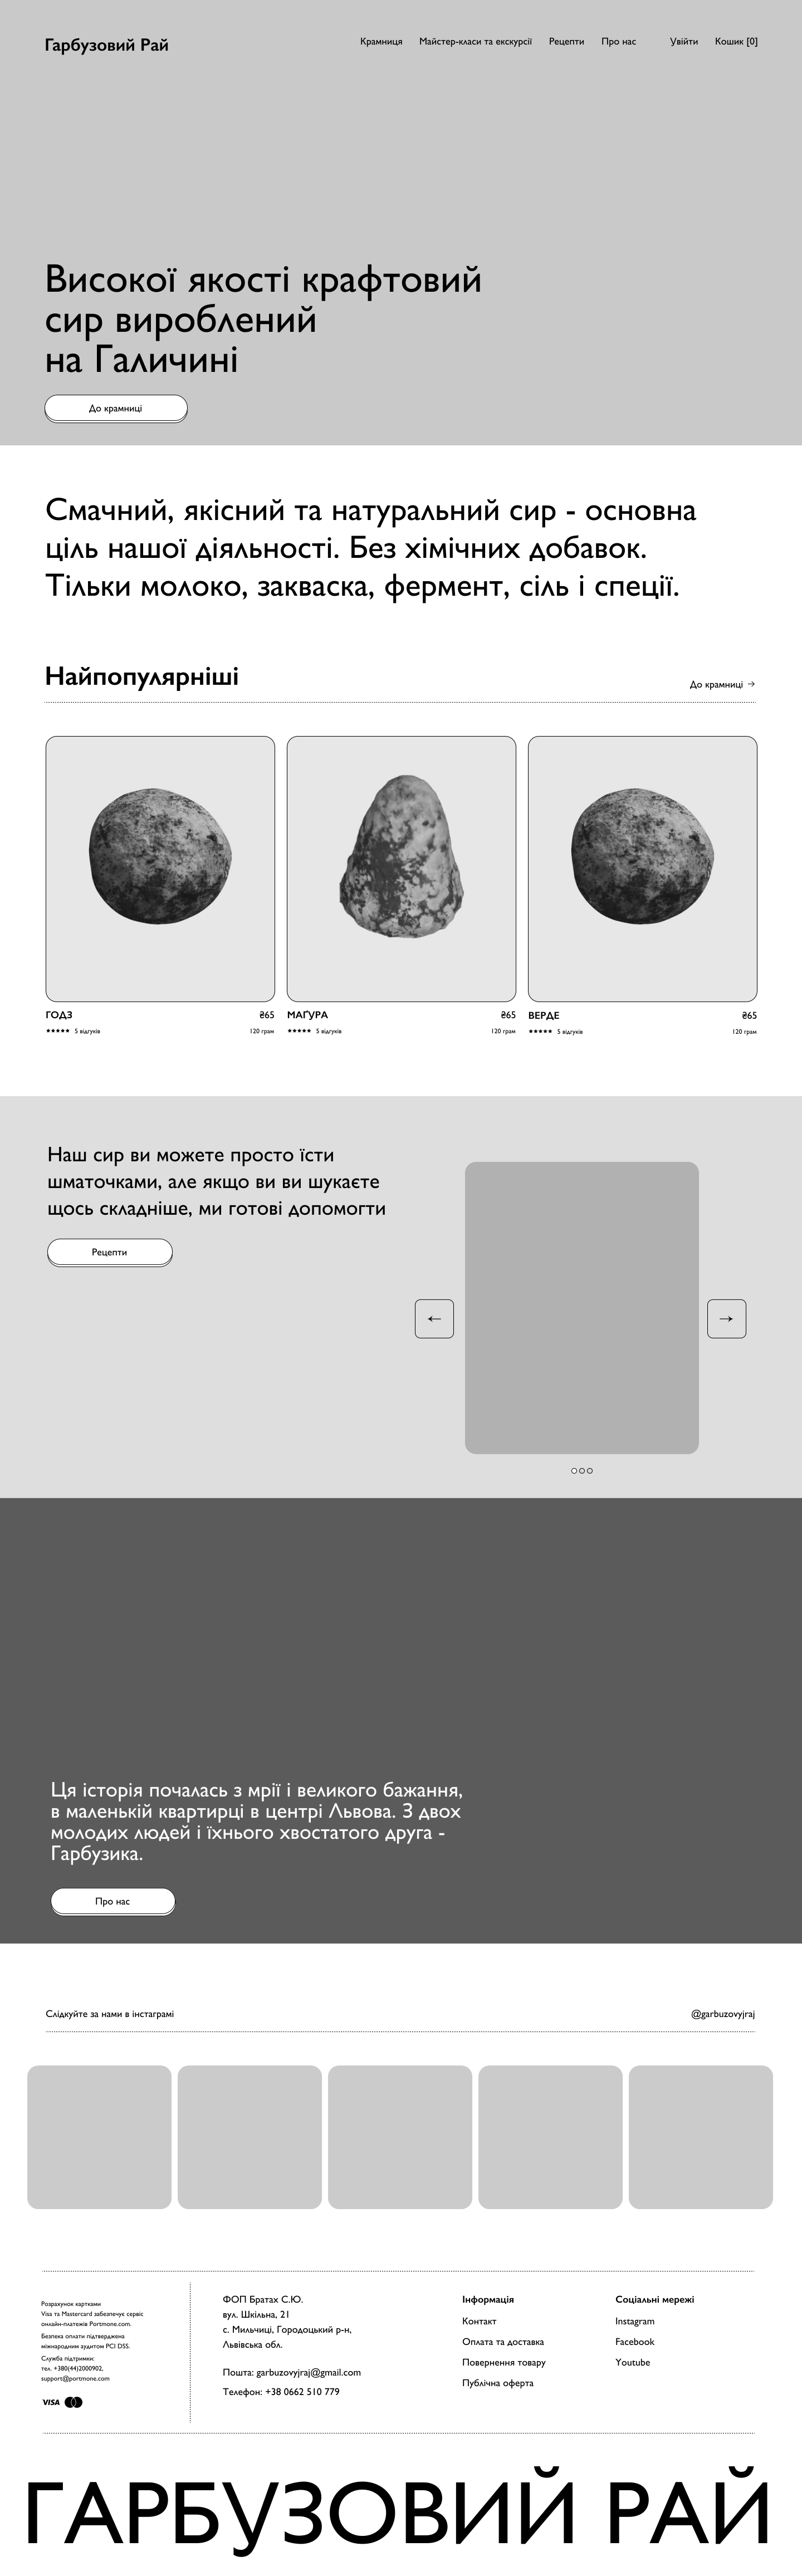 Гарбузовий Рай
Крамниця Майстер-класи та екскурсії Рецепти Про нас Увійти Кошик [0]
Високої якості крафтовий
сир вироблений
на Галичині
До крамниці
Смачний, якісний та натуральний сир - основна
ціль нашої діяльності. Без хімічних добавок.
Тільки молоко, закваска, фермент, сіль і спеції.
Найпопулярніші
До крамниці →
ГОДЗ ₴65
★★★★★ 5 відгуків 120 грам
МАҐУРА ₴65
★★★★★ 5 відгуків 120 грам
ВЕРДЕ ₴65
★★★★★ 5 відгуків 120 грам
Наш сир ви можете просто їсти
шматочками, але якщо ви ви шукаєте
щось складніше, ми готові допомогти
Рецепти
← →
Ця історія почалась з мрії і великого бажання,
в маленькій квартирці в центрі Львова. З двох
молодих людей і їхнього хвостатого друга -
Гарбузика.
Про нас
Слідкуйте за нами в інстаграмі @garbuzovyjraj
Розрахунок картками
Visa та Mastercard забезпечує сервіс
онлайн-платежів Portmone.com.
Безпека оплати підтверджена
міжнародним аудитом PCI DSS.
Служба підтримки:
тел. +380(44)2000902,
support@portmone.com
VISA
ФОП Братах С.Ю.
вул. Шкільна, 21
с. Мильчиці, Городоцький р-н,
Львівська обл.
Пошта: garbuzovyjraj@gmail.com
Телефон: +38 0662 510 779
Інформація
Контакт
Оплата та доставка
Повернення товару
Публічна оферта
Соціальні мережі
Instagram
Facebook
Youtube
ГАРБУЗОВИЙ РАЙ